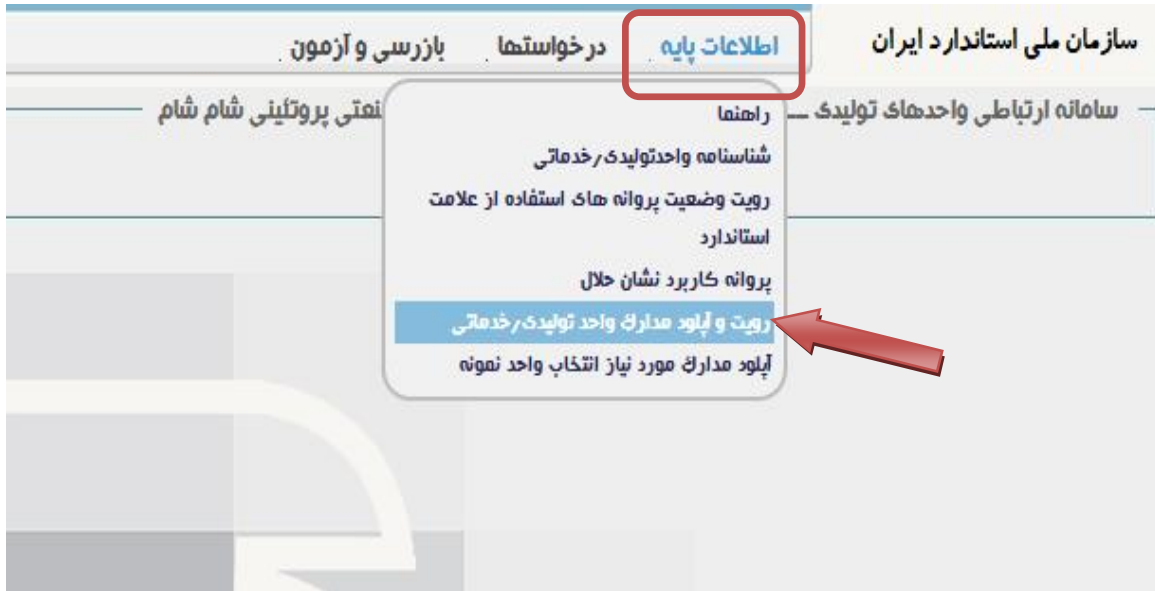 سازمان ملی استاندارد ایران
اطلاعات پایه
درخواستها
بازرسی و آزمون
سامانه ارتباطی واحدهای تولیدی
پروتئینی شام شام
راهنما
شناسنامه واحدتولیدی/خدماتی
رویت وضعیت پروانه های استفاده از علامت
استاندارد
پروانه کاربرد نشان حلال
رویت و آپلود مدارک واحد تولیدی/خدماتی
آپلود مدارک مورد نیاز انتخاب واحد نمونه